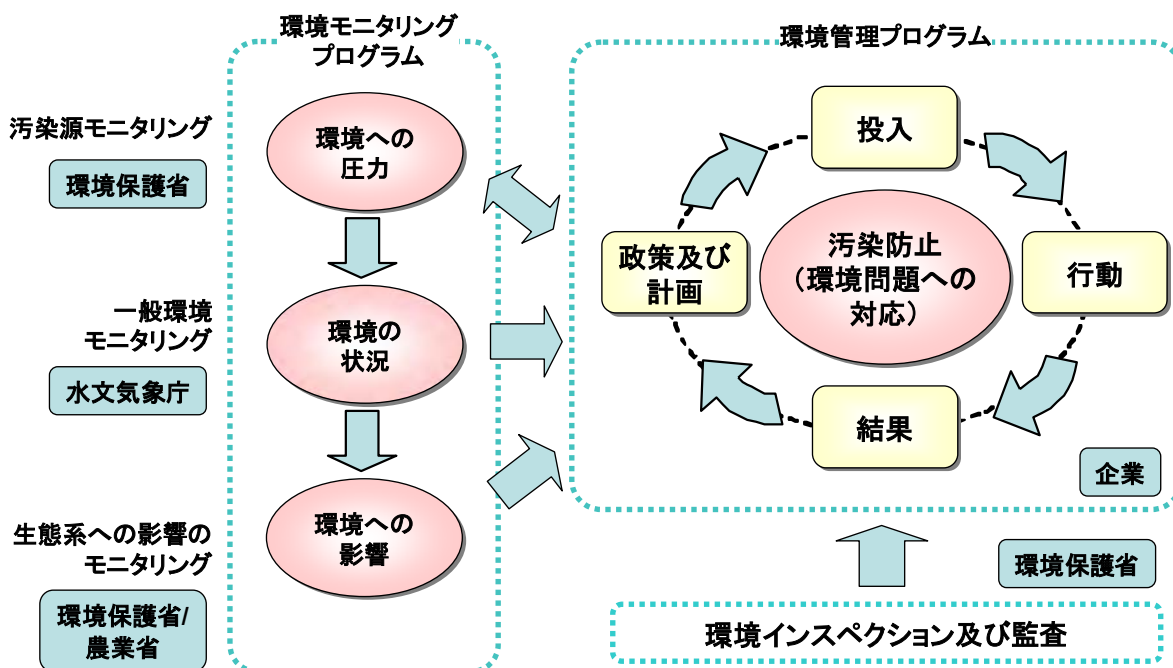 環境モニタリング
プログラム
汚染源モニタリング
環境保護省
環境への
圧力
一般環境
モニタリング
水文気象庁
環境の
状況
生態系への影響の
モニタリング
環境保護省/
農業省
環境への
影響
環境管理プログラム
投入
政策及び
計画
汚染防止
（環境問題への
対応）
行動
結果
企業
環境保護省
環境インスペクション及び監査